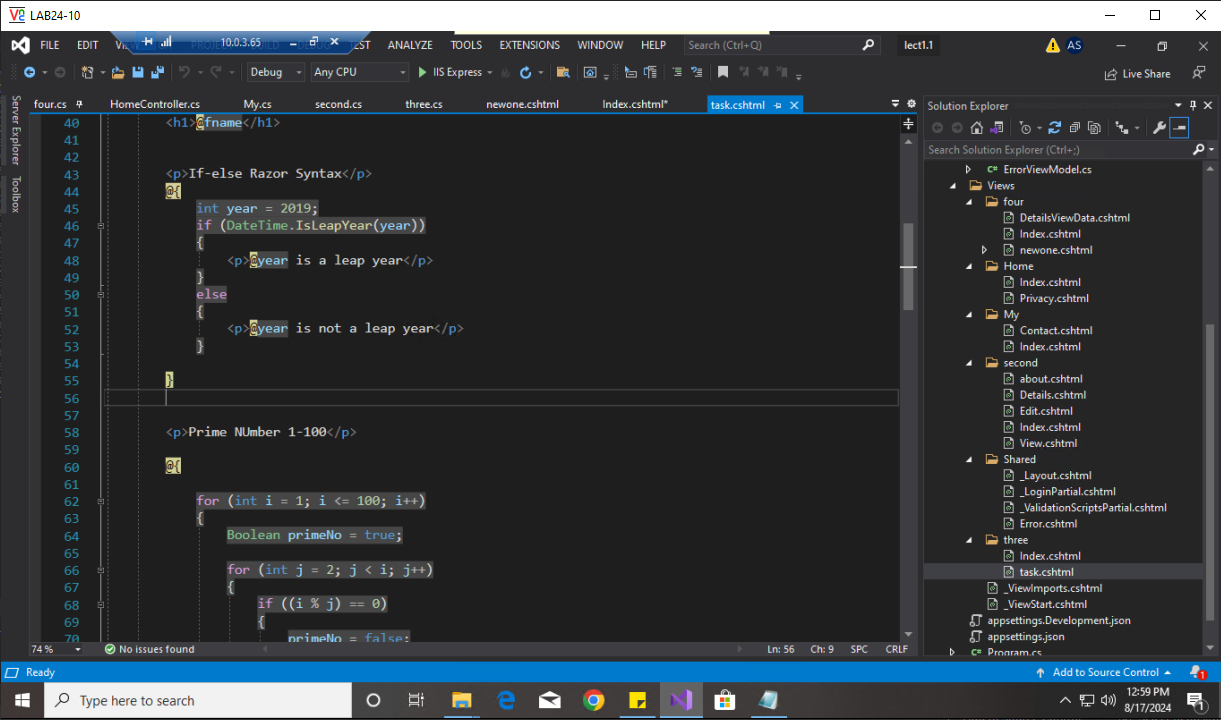 LAB24-10
FILE EDIT ANALYZE TOOLS EXTENSIONS WINDOW HELP Search (Ctrl+Q) lect1.1 AS
10.0.3.65
Debug Any CPU IIS Express Live Share
four.cs HomeController.cs My.cs second.cs three.cs newone.cshtml Index.cshtml* task.cshtml
Server Explorer
Toolbox
40 <h1>@fname</h1>
41
42
43 <p>If-else Razor Syntax</p>
44 @{
45 int year = 2019;
46 if (DateTime.IsLeapYear(year))
47 {
48 <p>@year is a leap year</p>
49 }
50 else
51 {
52 <p>@year is not a leap year</p>
53 }
54
55 }
56
57
58 <p>Prime NUmber 1-100</p>
59
60 @{
61
62 for (int i = 1; i <= 100; i++)
63 {
64 Boolean primeNo = true;
65
66 for (int j = 2; j < i; j++)
67 {
68 if ((i % j) == 0)
69 {
70 primeNo = false;
74 % No issues found Ln: 56 Ch: 9 SPC CRLF
Solution Explorer
Search Solution Explorer (Ctrl+;)
C# ErrorViewModel.cs
Views
four
DetailsViewData.cshtml
Index.cshtml
newone.cshtml
Home
Index.cshtml
Privacy.cshtml
My
Contact.cshtml
Index.cshtml
second
about.cshtml
Details.cshtml
Edit.cshtml
Index.cshtml
View.cshtml
Shared
_Layout.cshtml
_LoginPartial.cshtml
_ValidationScriptsPartial.cshtml
Error.cshtml
three
Index.cshtml
task.cshtml
_ViewImports.cshtml
_ViewStart.cshtml
appsettings.Development.json
appsettings.json
C# Program.cs
Ready Add to Source Control 1
Type here to search
12:59 PM
8/17/2024
1